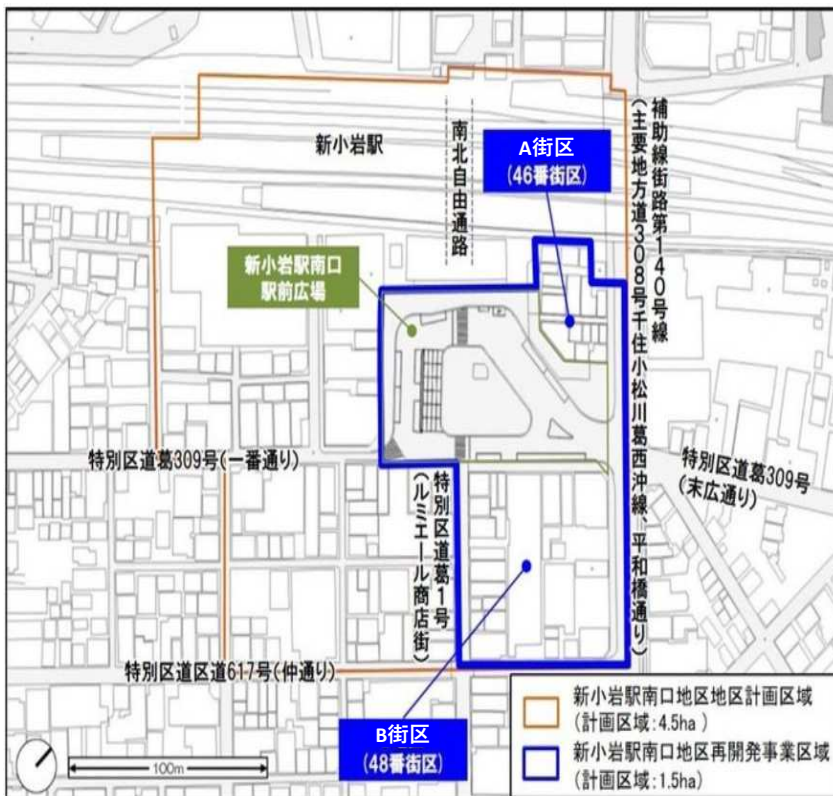 新小岩駅
南北自由通路
A街区
(46番街区)
補助線街路第140号線
(主要地方道308号千住小松川葛西沖線、平和橋通り)
新小岩駅南口
駅前広場
特別区道葛309号(一番通り)
特別区道葛309号
(末広通り)
特別区道葛1号
(ルミエール商店街)
特別区道区道617号(仲通り)
B街区
(48番街区)
新小岩駅南口地区地区計画区域
(計画区域:4.5ha )
新小岩駅南口地区再開発事業区域
(計画区域:1.5ha)
100m